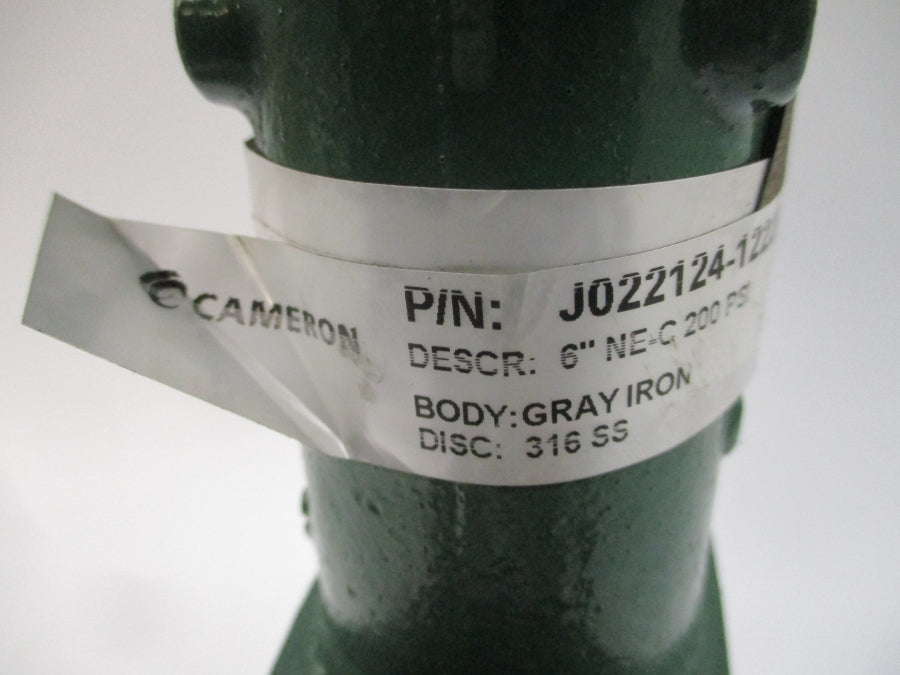 CAMERON
P/N: J022124-122
DESCR: 6" NE-C 200 PSI
BODY: GRAY IRON
DISC: 316 SS